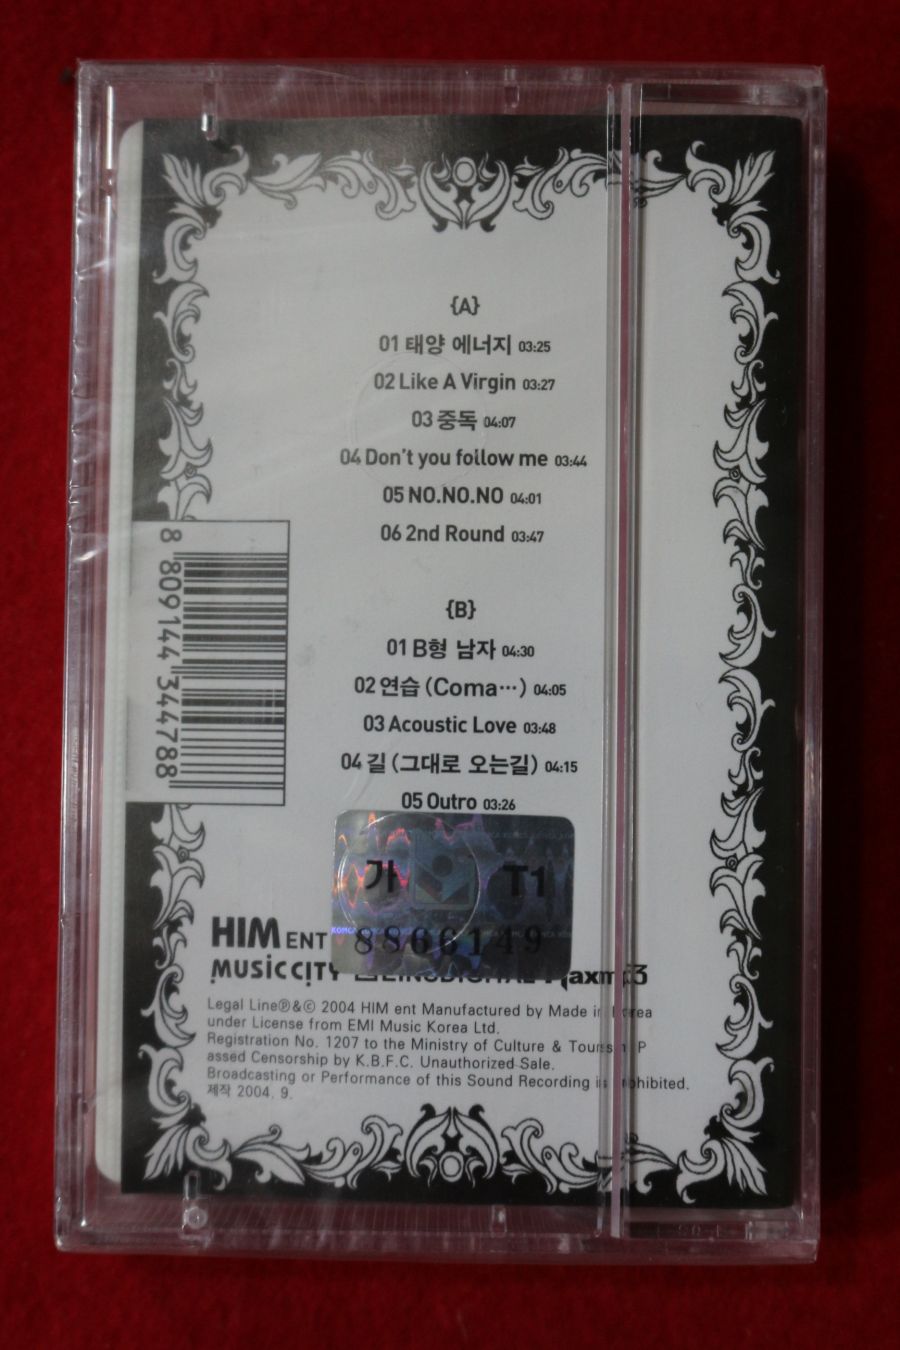 {A}
01 태양 에너지 03:25
02 Like A Virgin 03:27
03 중독 04:07
04 Don't you follow me 03:44
05 NO.NO.NO 04:01
06 2nd Round 03:47
{B}
01 B형 남자 04:30
02 연습 (Coma…) 04:05
03 Acoustic Love 03:48
04 길 (그대로 오는길) 04:15
05 Outro 03:26
8 809144 344788
가 T1
8866149
HIM ENT
MUSiCCiTY
Legal Line℗&© 2004 HIM ent Manufactured by Made in Korea
under License from EMI Music Korea Ltd.
Registration No. 1207 to the Ministry of Culture & Tourism P
assed Censorship by K.B.F.C. Unauthorized Sale.
Broadcasting or Performance of this Sound Recording is prohibited.
제작 2004. 9.